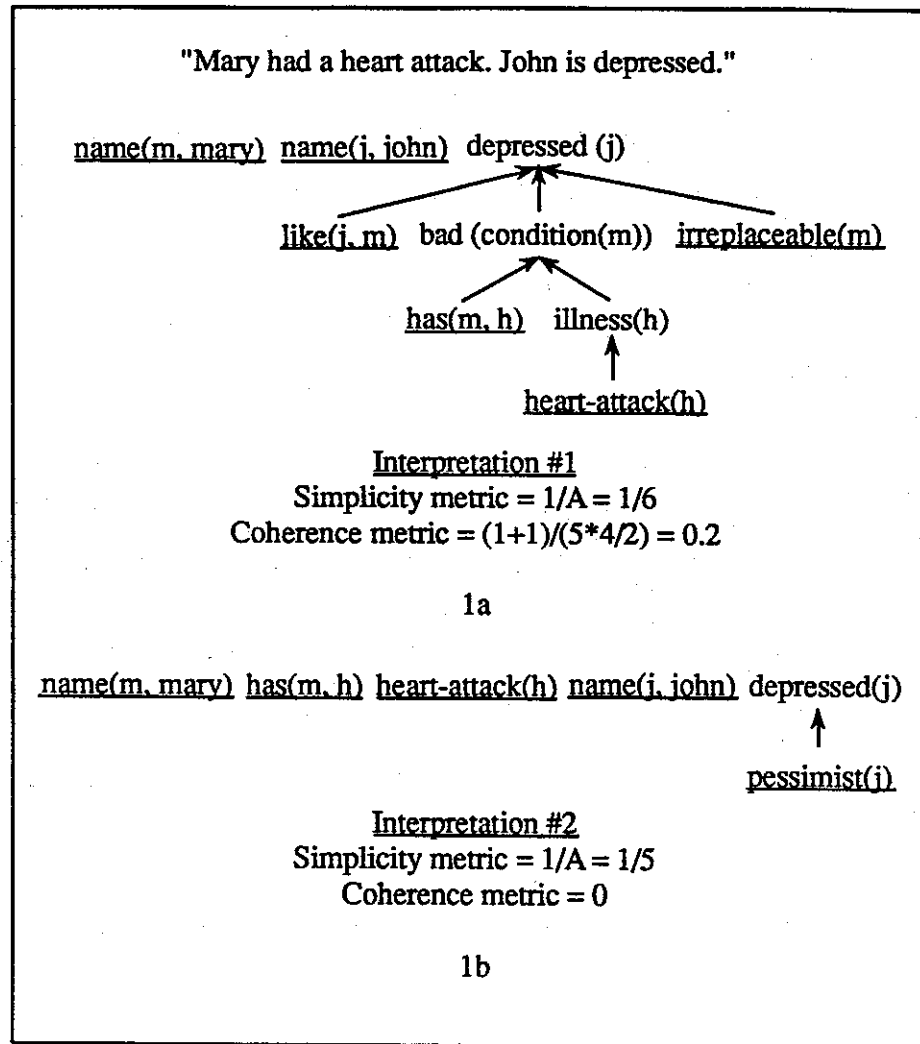 "Mary had a heart attack. John is depressed."
name(m, mary) name(j, john) depressed (j)
like(j, m) bad (condition(m)) irreplaceable(m)
has(m, h) illness(h)
heart-attack(h)
Interpretation #1
Simplicity metric = 1/A = 1/6
Coherence metric = (1+1)/(5*4/2) = 0.2
1a
name(m, mary) has(m, h) heart-attack(h) name(j, john) depressed(j)
pessimist(j)
Interpretation #2
Simplicity metric = 1/A = 1/5
Coherence metric = 0
1b